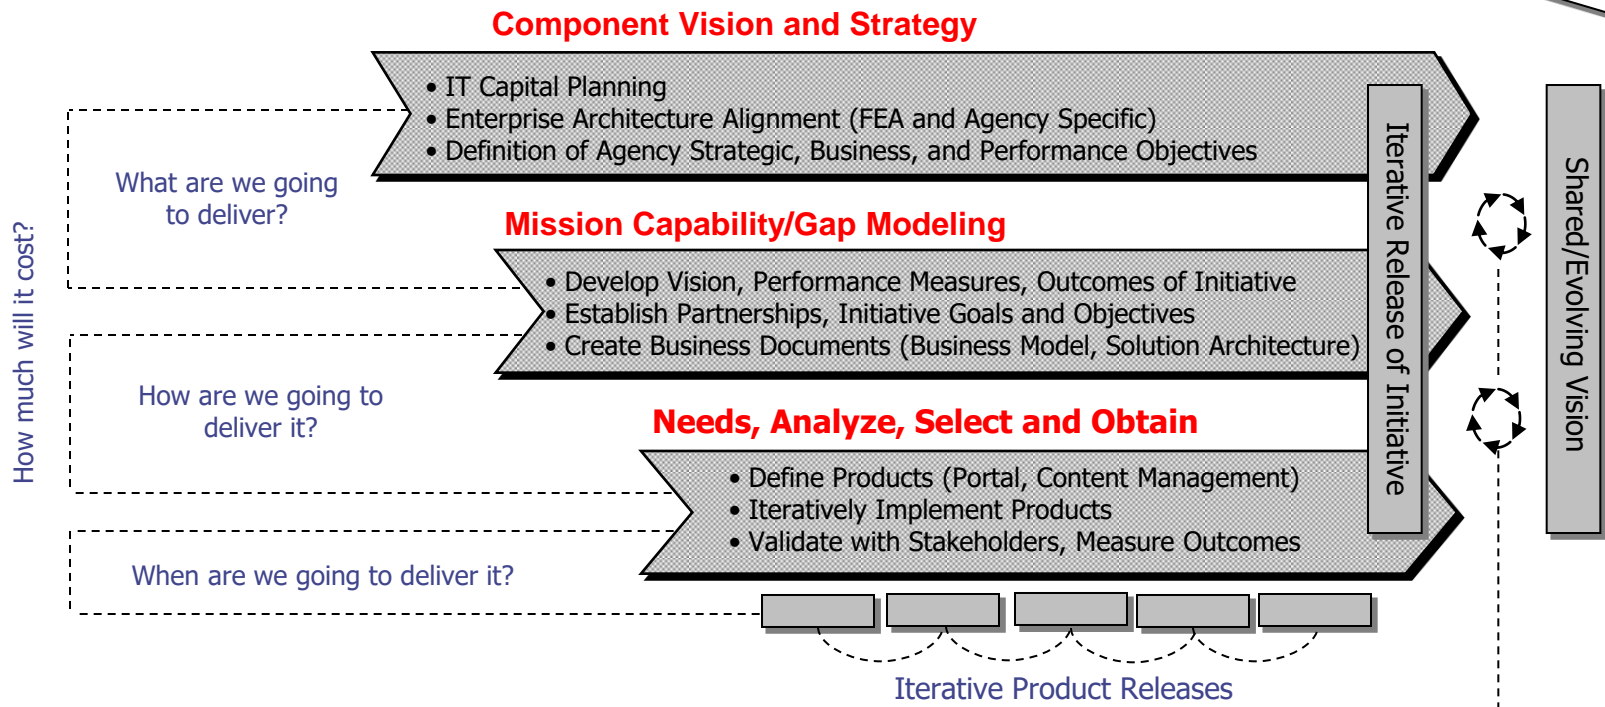 Component Vision and Strategy
• IT Capital Planning
• Enterprise Architecture Alignment (FEA and Agency Specific)
• Definition of Agency Strategic, Business, and Performance Objectives
What are we going
to deliver?
Mission Capability/Gap Modeling
• Develop Vision, Performance Measures, Outcomes of Initiative
• Establish Partnerships, Initiative Goals and Objectives
• Create Business Documents (Business Model, Solution Architecture)
How are we going to
deliver it?
Needs, Analyze, Select and Obtain
• Define Products (Portal, Content Management)
• Iteratively Implement Products
• Validate with Stakeholders, Measure Outcomes
When are we going to deliver it?
Iterative Product Releases
How much will it cost?
Iterative Release of Initiative
Shared/Evolving Vision